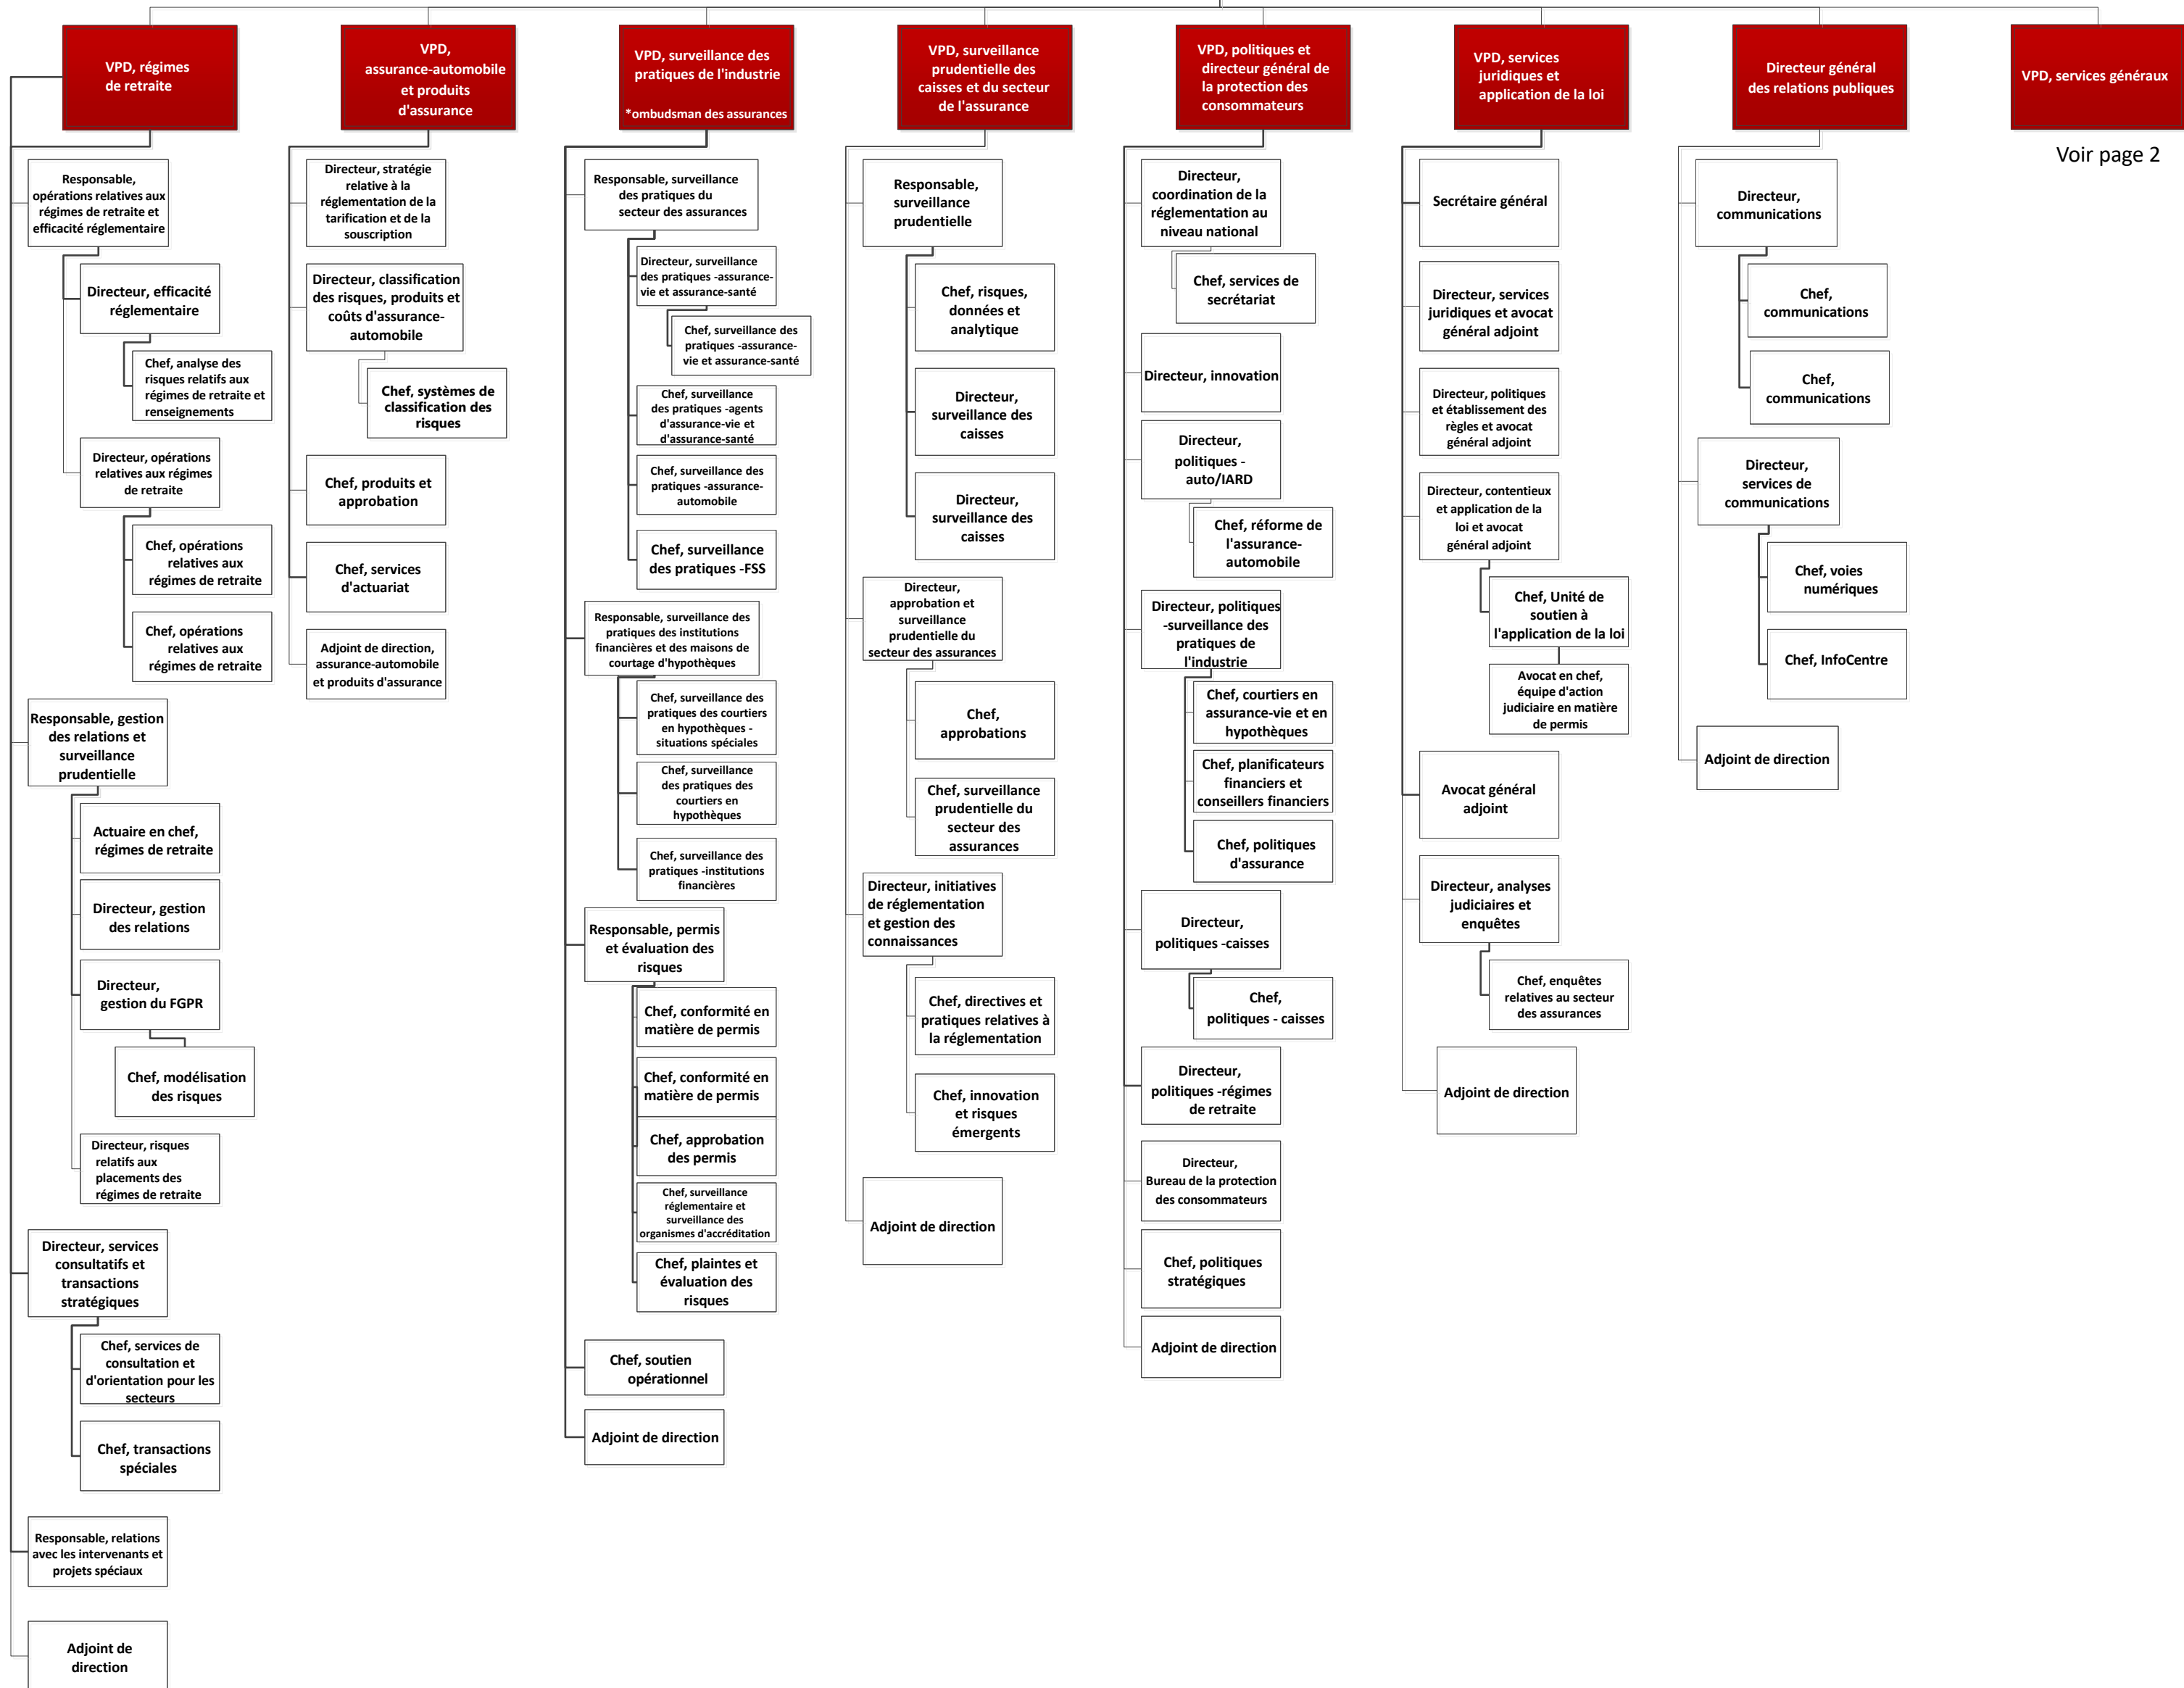 VPD, régimes
de retraite
VPD,
assurance-automobile
et produits
d'assurance
VPD, surveillance des
pratiques de l'industrie
*ombudsman des assurances
VPD, surveillance
prudentielle des
caisses et du secteur
de l'assurance
VPD, politiques et
directeur général de
la protection des
consommateurs
VPD, services
juridiques et
application de la loi
Directeur général
des relations publiques
VPD, services généraux
Voir page 2
Responsable,
opérations relatives aux
régimes de retraite et
efficacité réglementaire
Directeur, efficacité
réglementaire
Chef, analyse des
risques relatifs aux
régimes de retraite et
renseignements
Directeur, opérations
relatives aux régimes
de retraite
Chef, opérations
relatives aux
régimes de retraite
Chef, opérations
relatives aux
régimes de retraite
Responsable, gestion
des relations et
surveillance
prudentielle
Actuaire en chef,
régimes de retraite
Directeur, gestion
des relations
Directeur,
gestion du FGPR
Chef, modélisation
des risques
Directeur, risques
relatifs aux
placements des
régimes de retraite
Directeur, services
consultatifs et
transactions
stratégiques
Chef, services de
consultation et
d'orientation pour les
secteurs
Chef, transactions
spéciales
Responsable, relations
avec les intervenants et
projets spéciaux
Adjoint de
direction
Directeur, stratégie
relative à la
réglementation de la
tarification et de la
souscription
Directeur, classification
des risques, produits et
coûts d'assurance-
automobile
Chef, systèmes de
classification des
risques
Chef, produits et
approbation
Chef, services
d'actuariat
Adjoint de direction,
assurance-automobile
et produits d'assurance
Responsable, surveillance
des pratiques du
secteur des assurances
Directeur, surveillance
des pratiques -assurance-
vie et assurance-santé
Chef, surveillance des
pratiques -assurance-
vie et assurance-santé
Chef, surveillance
des pratiques -agents
d'assurance-vie et
d'assurance-santé
Chef, surveillance des
pratiques -assurance-
automobile
Chef, surveillance
des pratiques -FSS
Responsable, surveillance des
pratiques des institutions
financières et des maisons de
courtage d'hypothèques
Chef, surveillance des
pratiques des courtiers
en hypothèques -
situations spéciales
Chef, surveillance
des pratiques des
courtiers en
hypothèques
Chef, surveillance des
pratiques -institutions
financières
Responsable, permis
et évaluation des
risques
Chef, conformité en
matière de permis
Chef, conformité en
matière de permis
Chef, approbation
des permis
Chef, surveillance
réglementaire et
surveillance des
organismes d'accréditation
Chef, plaintes et
évaluation des
risques
Chef, soutien
opérationnel
Adjoint de direction
Responsable,
surveillance
prudentielle
Chef, risques,
données et
analytique
Directeur,
surveillance des
caisses
Directeur,
surveillance des
caisses
Directeur,
approbation et
surveillance
prudentielle du
secteur des assurances
Chef,
approbations
Chef, surveillance
prudentielle du
secteur des
assurances
Directeur, initiatives
de réglementation
et gestion des
connaissances
Chef, directives et
pratiques relatives à
la réglementation
Chef, innovation
et risques
émergents
Adjoint de direction
Directeur,
coordination de la
réglementation au
niveau national
Chef, services de
secrétariat
Directeur, innovation
Directeur,
politiques -
auto/IARD
Chef, réforme de
l'assurance-
automobile
Directeur, politiques
-surveillance des
pratiques de
l'industrie
Chef, courtiers en
assurance-vie et en
hypothèques
Chef, planificateurs
financiers et
conseillers financiers
Chef, politiques
d'assurance
Directeur,
politiques -caisses
Chef,
politiques - caisses
Directeur,
politiques -régimes
de retraite
Directeur,
Bureau de la protection
des consommateurs
Chef, politiques
stratégiques
Adjoint de direction
Secrétaire général
Directeur, services
juridiques et avocat
général adjoint
Directeur, politiques
et établissement des
règles et avocat
général adjoint
Directeur, contentieux
et application de la
loi et avocat
général adjoint
Chef, Unité de
soutien à
l'application de la loi
Avocat en chef,
équipe d'action
judiciaire en matière
de permis
Avocat général
adjoint
Directeur, analyses
judiciaires et
enquêtes
Chef, enquêtes
relatives au secteur
des assurances
Adjoint de direction
Directeur,
communications
Chef,
communications
Chef,
communications
Directeur,
services de
communications
Chef, voies
numériques
Chef, InfoCentre
Adjoint de direction